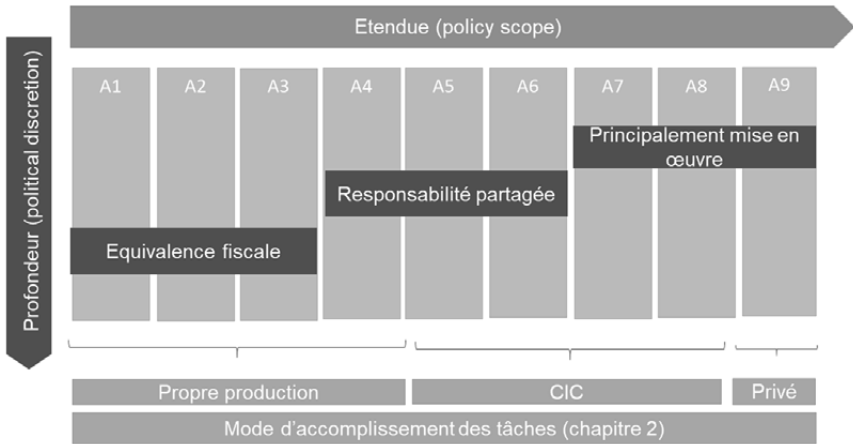 Etendue (policy scope)
Profondeur (political discretion)
A1 A2 A3 A4 A5 A6 A7 A8 A9
Principalement mise en
œuvre
Responsabilité partagée
Equivalence fiscale
Propre production CIC Privé
Mode d'accomplissement des tâches (chapitre 2)